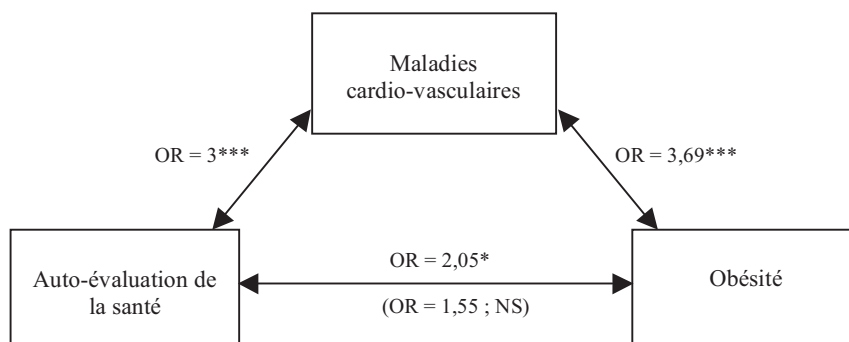 Maladies
cardio-vasculaires
OR = 3***
OR = 3,69***
Auto-évaluation de
la santé
OR = 2,05*
(OR = 1,55 ; NS)
Obésité